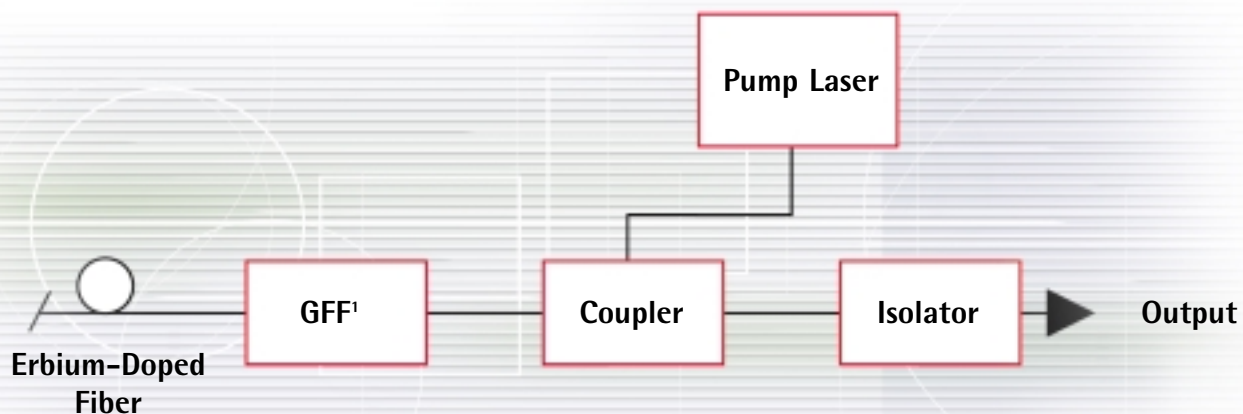 Pump Laser
GFF¹
Coupler
Isolator
Output
Erbium-Doped
Fiber